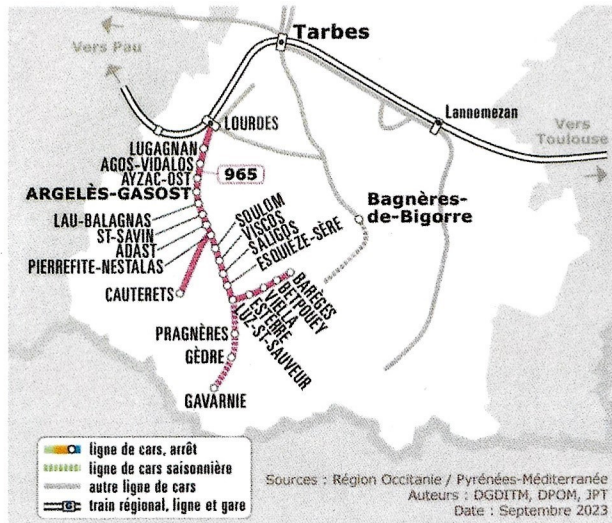 Tarbes
Vers Pau
LOURDES
Lannemezan
Vers
Toulouse
LUGAGNAN
AGOS-VIDALOS
AYZAC-OST
965
ARGELÈS-GASOST
Bagnères-
de-Bigorre
LAU-BALAGNAS
ST-SAVIN
ADAST
PIERREFITE-NESTALAS
SOULOM
VISCOS
SALIGOS
ESQUIEZE-SÈRE
CAUTERETS
BARÈGES
BETPOUEY
VIELLA
ESTERRE
LUZ-ST-SAUVEUR
PRAGNÈRES
GÈDRE
GAVARNIE
ligne de cars, arrêt
ligne de cars saisonnière
autre ligne de cars
train régional, ligne et gare
Sources : Région Occitanie / Pyrénées-Méditerranée
Auteurs : DGDITM, DPOM, JPT
Date : Septembre 2023